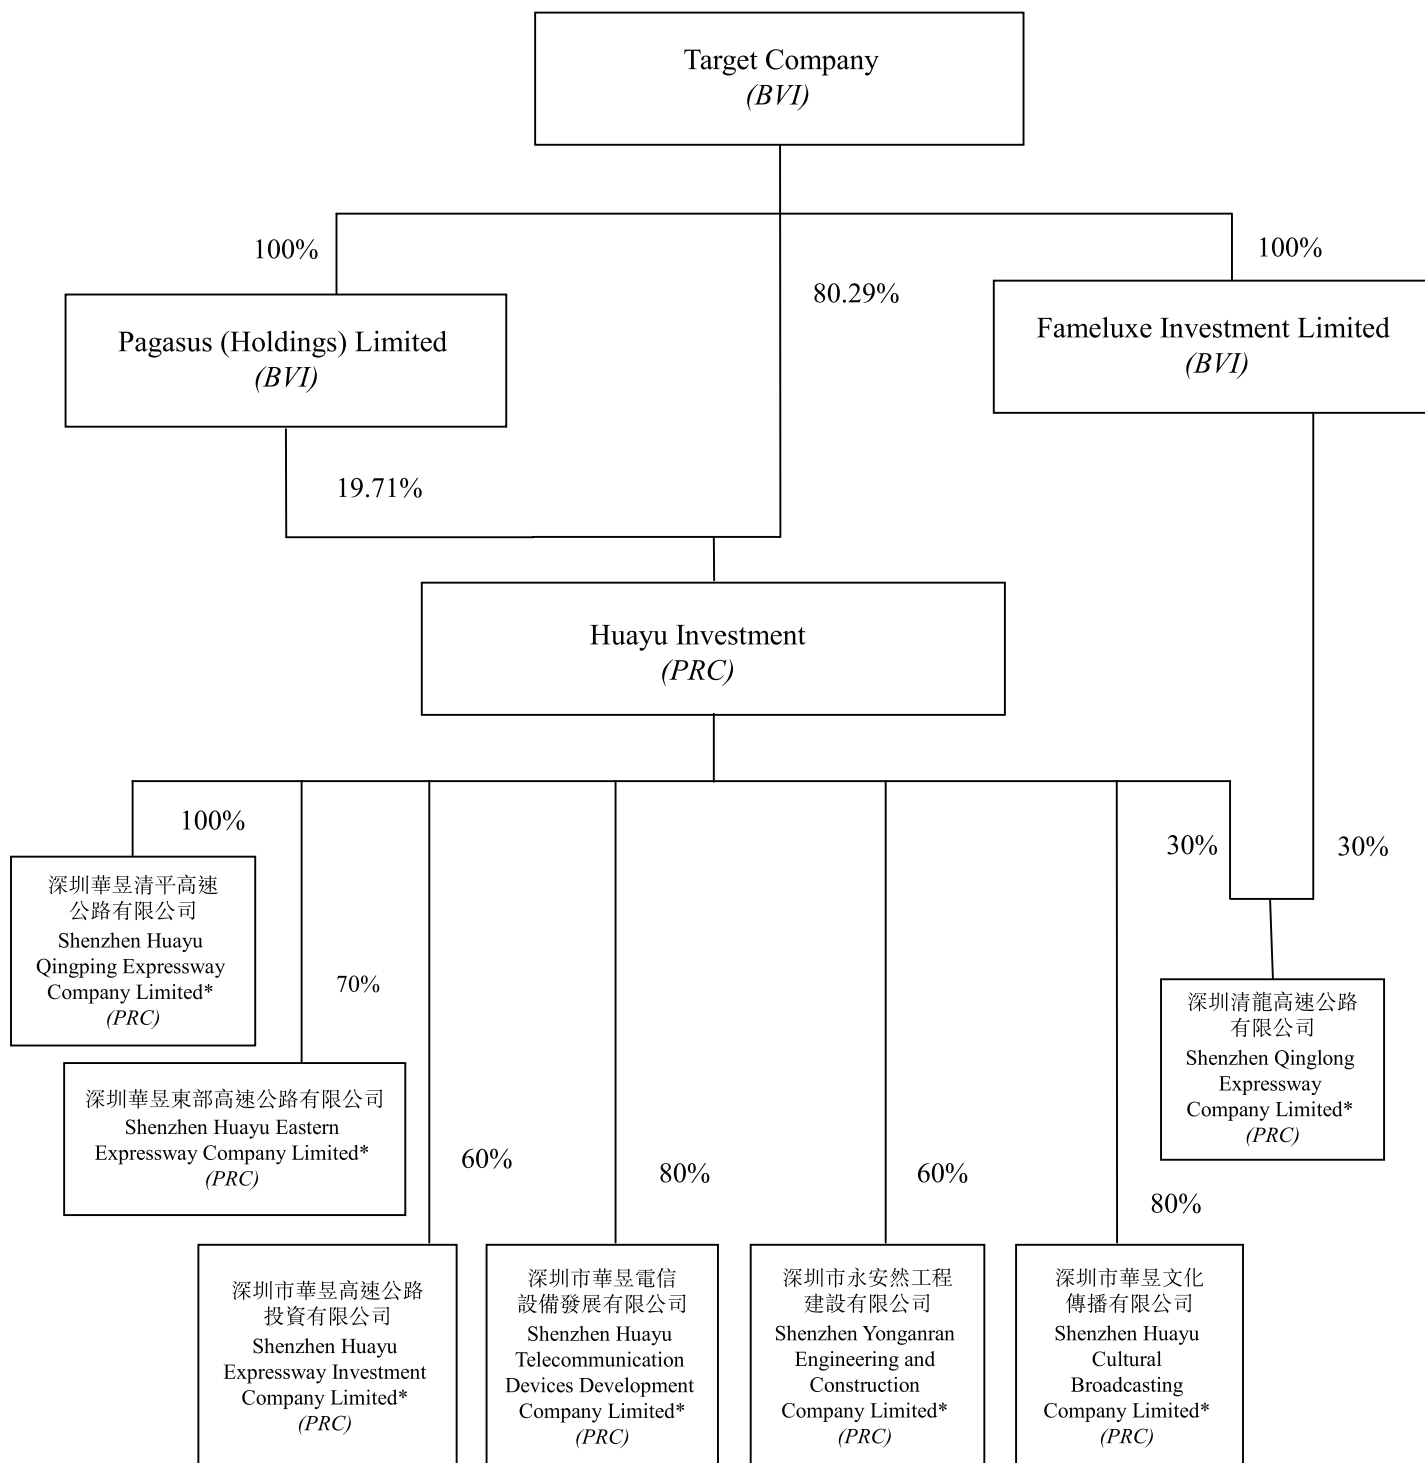 Target Company
(BVI)
100%
100%
80.29%
Pagasus (Holdings) Limited
(BVI)
Fameluxe Investment Limited
(BVI)
19.71%
Huayu Investment
(PRC)
100%
30%
30%
深圳華昱清平高速
公路有限公司
Shenzhen Huayu
Qingping Expressway
Company Limited*
(PRC)
70%
深圳清龍高速公路
有限公司
Shenzhen Qinglong
Expressway
Company Limited*
(PRC)
深圳華昱東部高速公路有限公司
Shenzhen Huayu Eastern
Expressway Company Limited*
(PRC)
60%
80%
60%
80%
深圳市華昱高速公路
投資有限公司
Shenzhen Huayu
Expressway Investment
Company Limited*
(PRC)
深圳市華昱電信
設備發展有限公司
Shenzhen Huayu
Telecommunication
Devices Development
Company Limited*
(PRC)
深圳市永安然工程
建設有限公司
Shenzhen Yonganran
Engineering and
Construction
Company Limited*
(PRC)
深圳市華昱文化
傳播有限公司
Shenzhen Huayu
Cultural
Broadcasting
Company Limited*
(PRC)